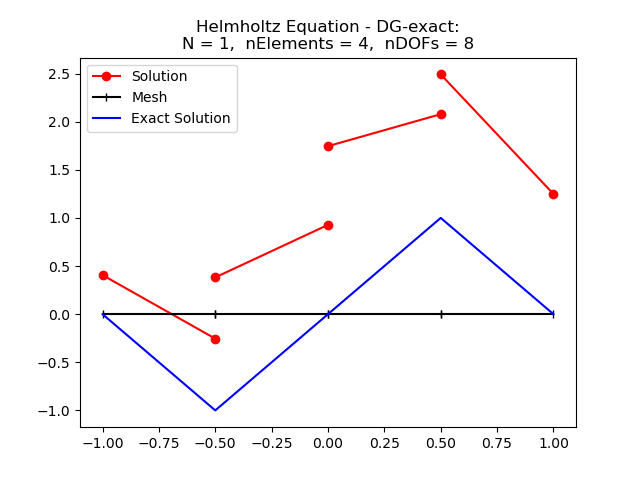 Helmholtz Equation - DG-exact:
N = 1,  nElements = 4,  nDOFs = 8
Solution
Mesh
Exact Solution
2.5
2.0
1.5
1.0
0.5
0.0
−0.5
−1.0
−1.00 −0.75 −0.50 −0.25 0.00 0.25 0.50 0.75 1.00